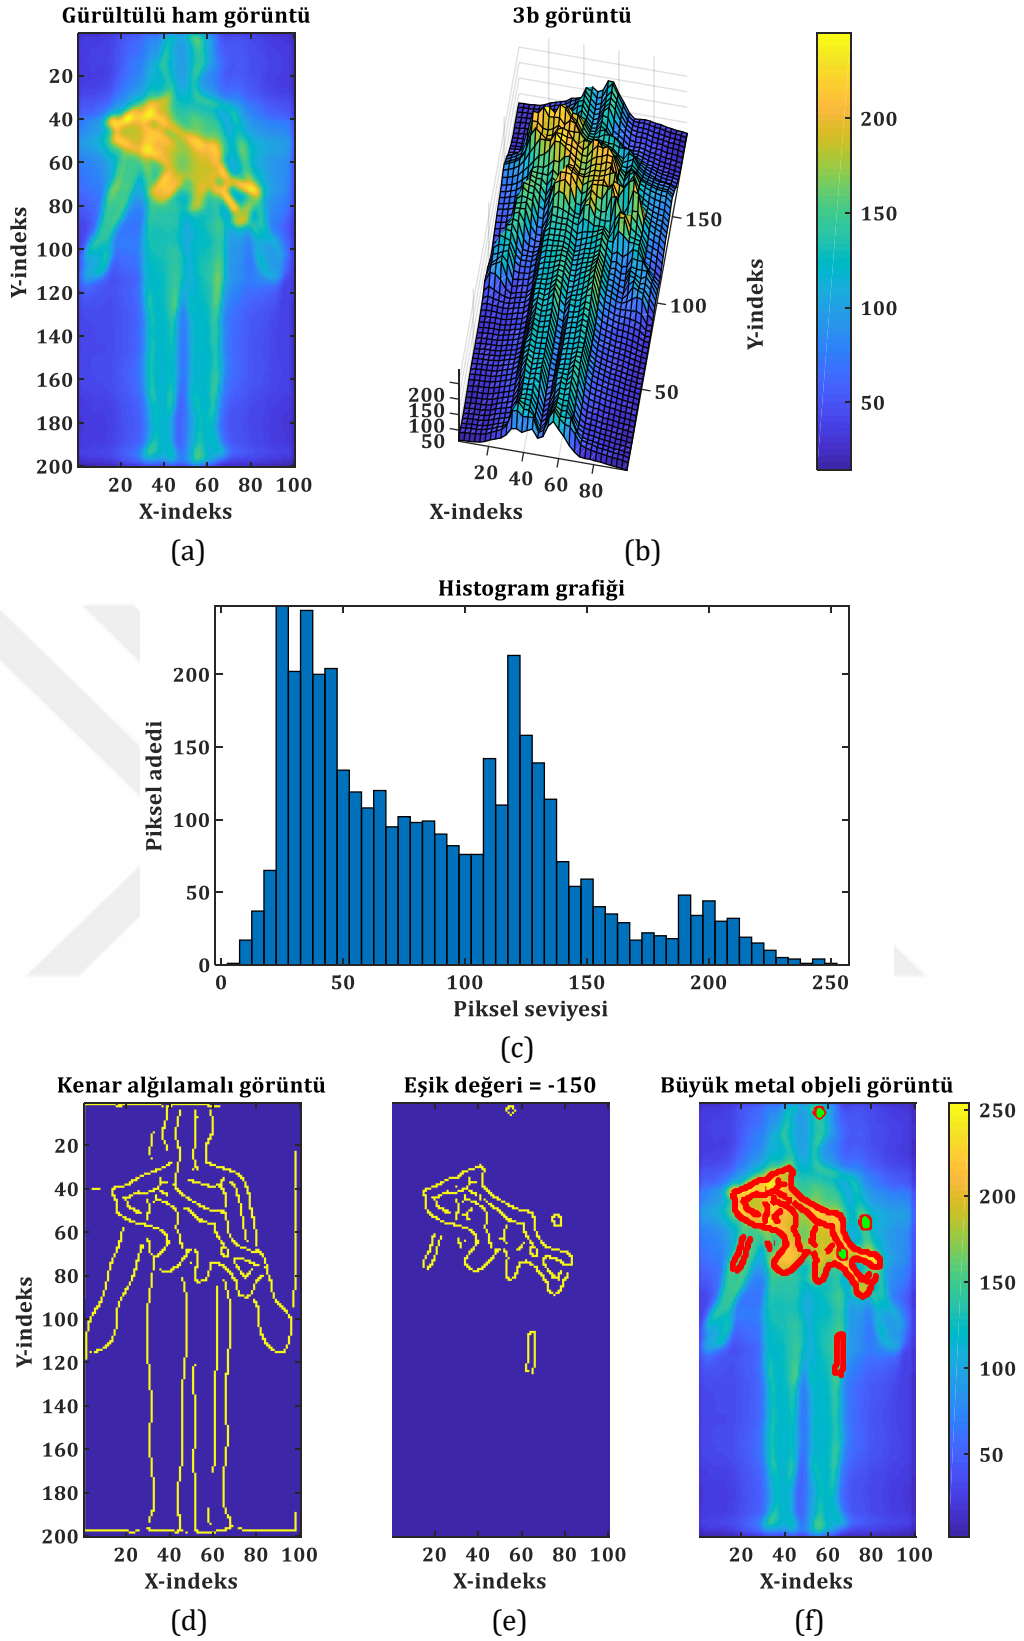 Gürültülü ham görüntü
3b görüntü
20
40
60
80
100
120
140
160
180
200
20 40 60 80 100
Y-indeks
X-indeks
200
150
100
50
20 40 60 80
50
100
150
X-indeks
Y-indeks
200
150
100
50
(a) (b)
Histogram grafiği
200
150
100
50
0
0 50 100 150 200 250
Piksel adedi
Piksel seviyesi
(c)
Kenar alğılamalı görüntü
Eşik değeri = -150
Büyük metal objeli görüntü
20
40
60
80
100
120
140
160
180
200
20 40 60 80 100
Y-indeks
X-indeks
20 40 60 80 100
X-indeks
20 40 60 80 100
X-indeks
250
200
150
100
50
(d) (e) (f)